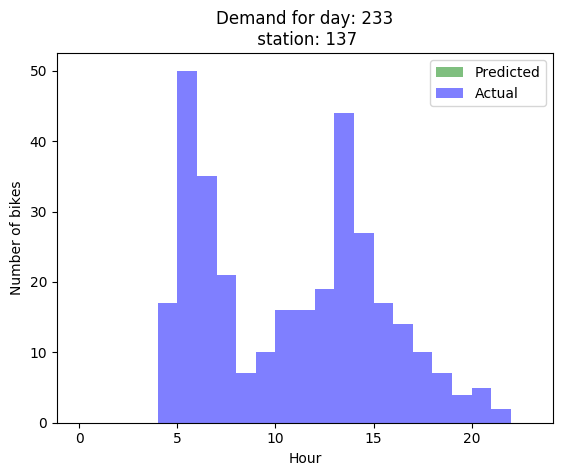 Demand for day: 233
station: 137
Predicted
Actual
Number of bikes
50
40
30
20
10
0
0 5 10 15 20
Hour